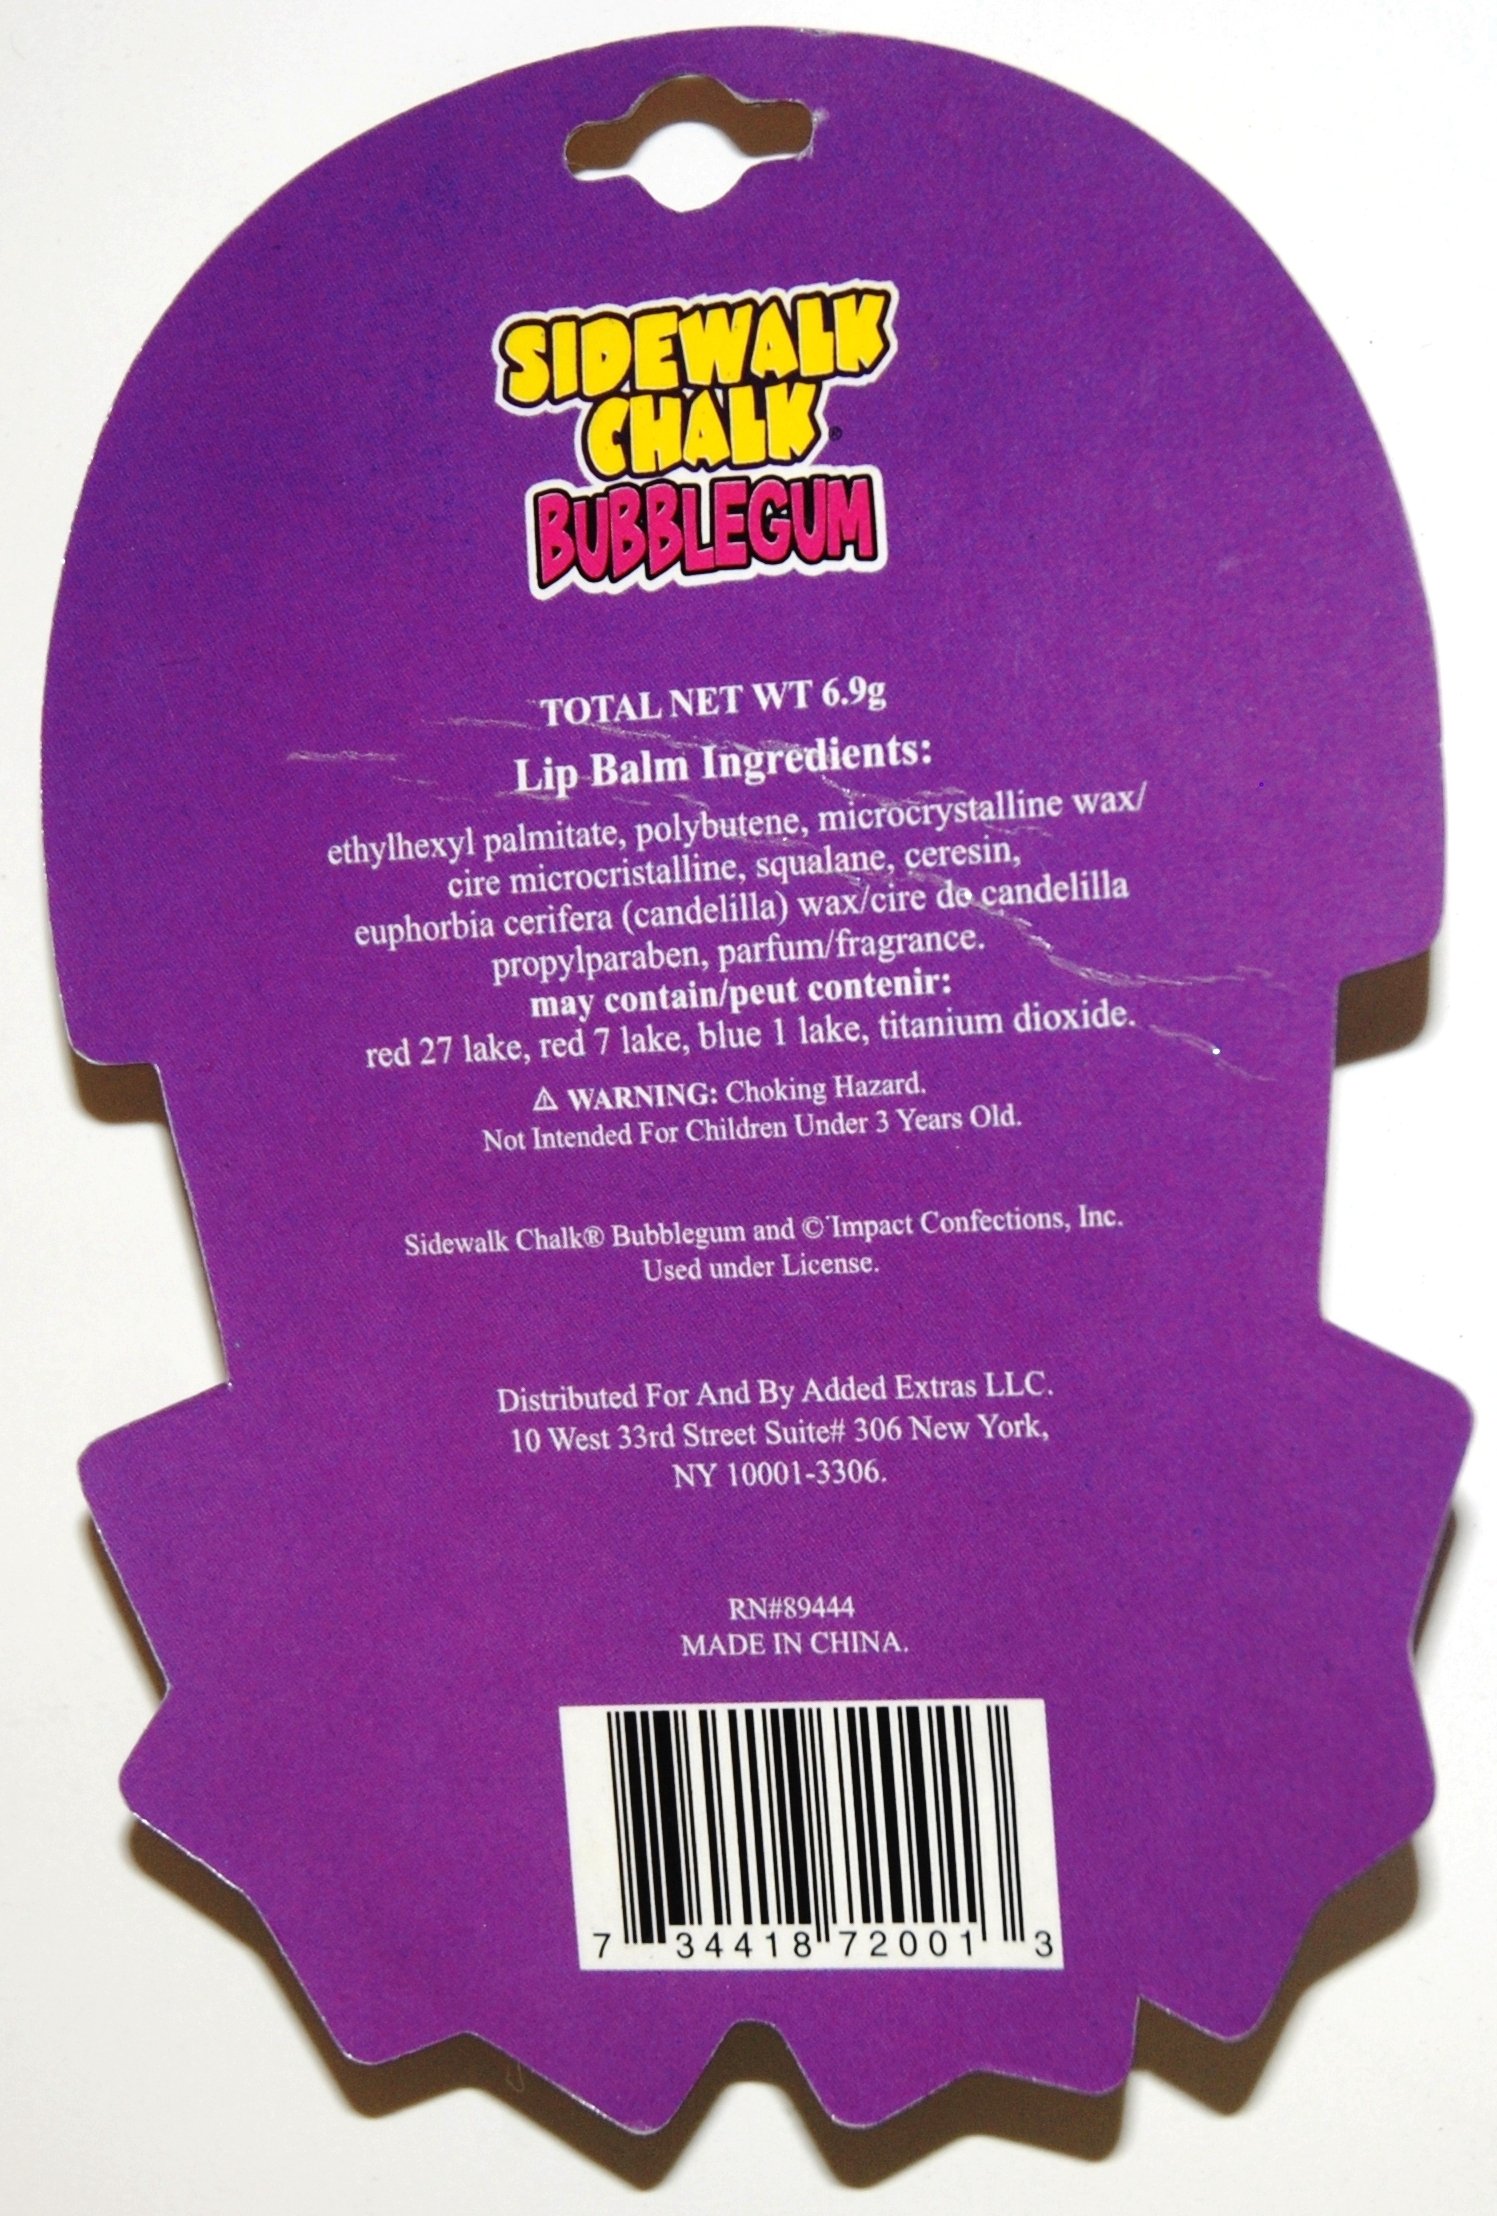 SIDEWALK
CHALK®
BUBBLEGUM
TOTAL NET WT 6.9g
Lip Balm Ingredients:
ethylhexyl palmitate, polybutene, microcrystalline wax/
cire microcristalline, squalane, ceresin,
euphorbia cerifera (candelilla) wax/cire de candelilla
propylparaben, parfum/fragrance.
may contain/peut contenir:
red 27 lake, red 7 lake, blue 1 lake, titanium dioxide.
⚠ WARNING: Choking Hazard.
Not Intended For Children Under 3 Years Old.
Sidewalk Chalk® Bubblegum and © Impact Confections, Inc.
Used under License.
Distributed For And By Added Extras LLC.
10 West 33rd Street Suite# 306 New York,
NY 10001-3306.
RN#89444
MADE IN CHINA.
7 34418 72001 3